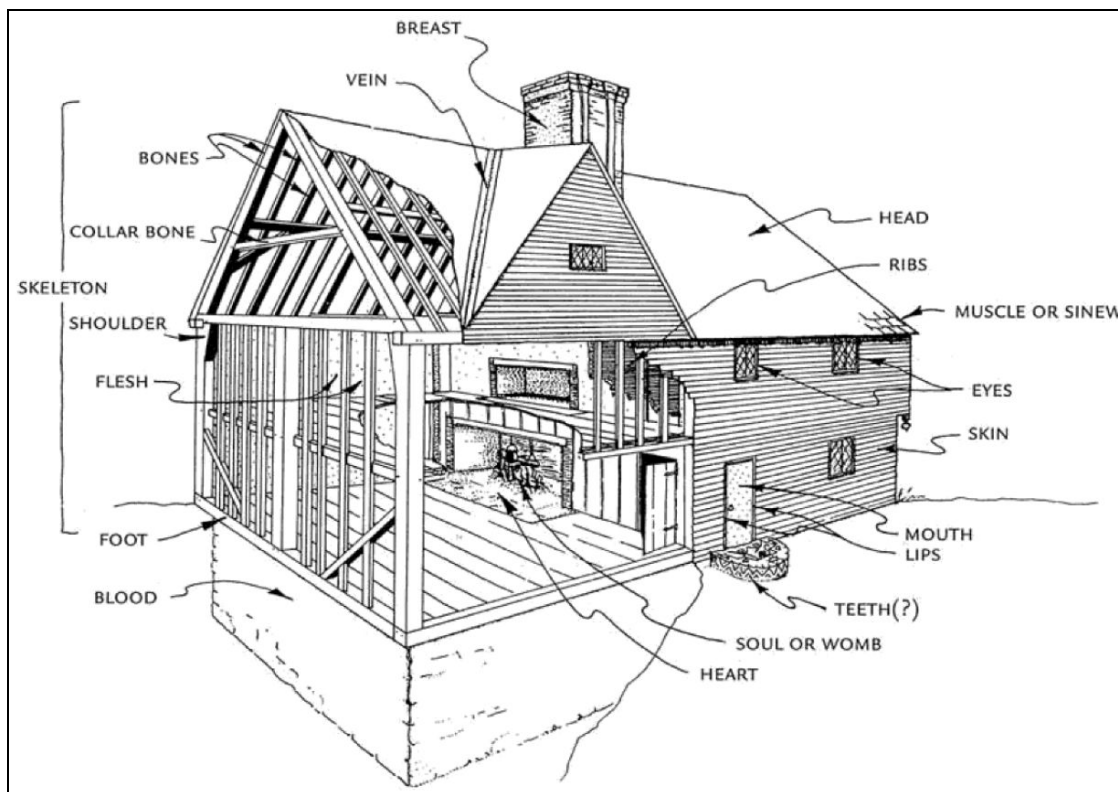 BREAST
VEIN
BONES
COLLAR BONE
SKELETON
SHOULDER
FLESH
FOOT
BLOOD
HEAD
RIBS
MUSCLE OR SINEW
EYES
SKIN
MOUTH
LIPS
TEETH(?)
SOUL OR WOMB
HEART